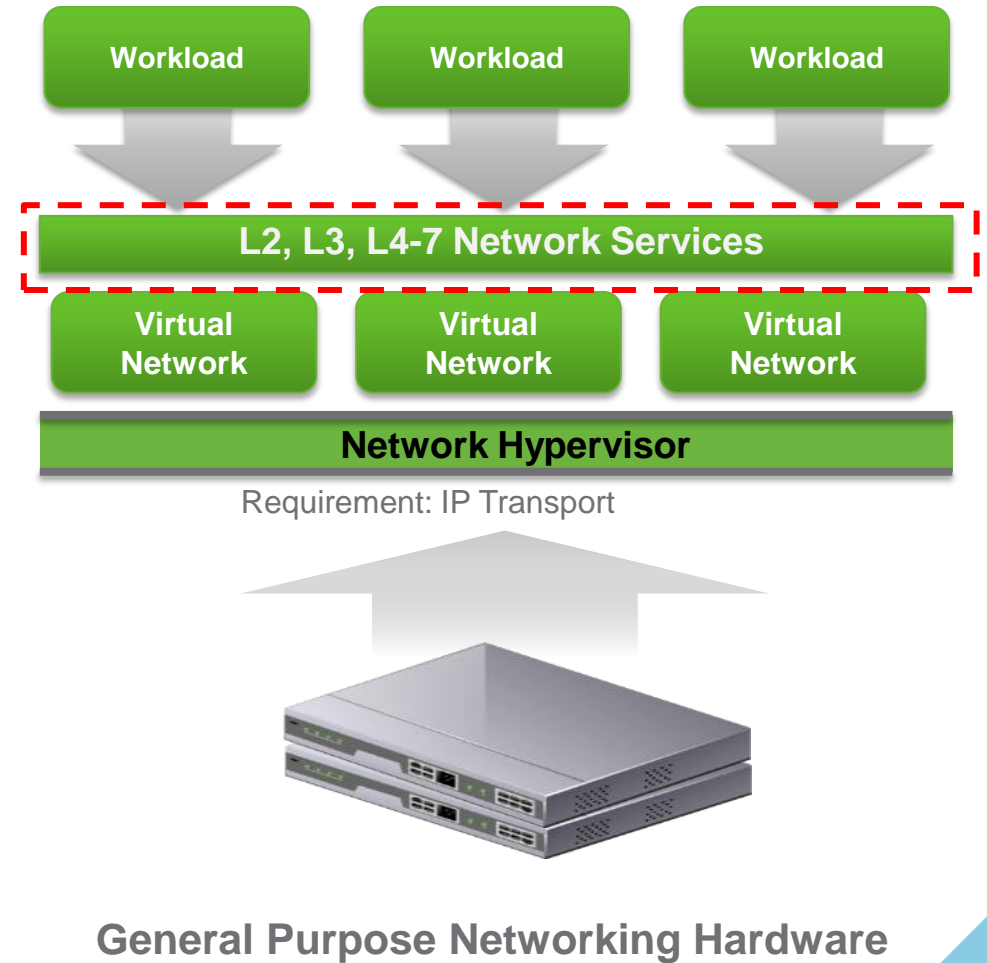 Workload Workload Workload
L2, L3, L4-7 Network Services
Virtual Virtual Virtual
Network Network Network
Network Hypervisor
Requirement: IP Transport
General Purpose Networking Hardware